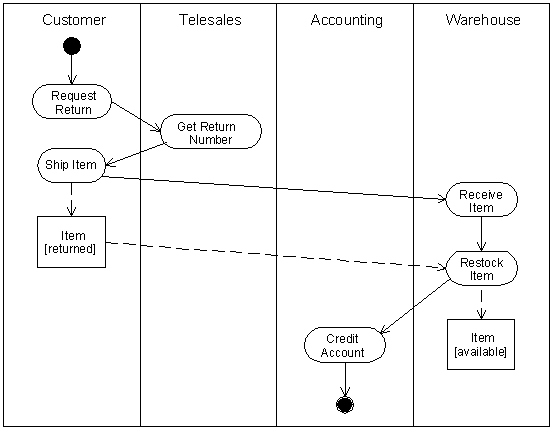 Customer
Telesales
Accounting
Warehouse
Request
Return
Get Return
Number
Ship Item
Receive
Item
Item
[returned]
Restock
Item
Credit
Account
Item
[available]